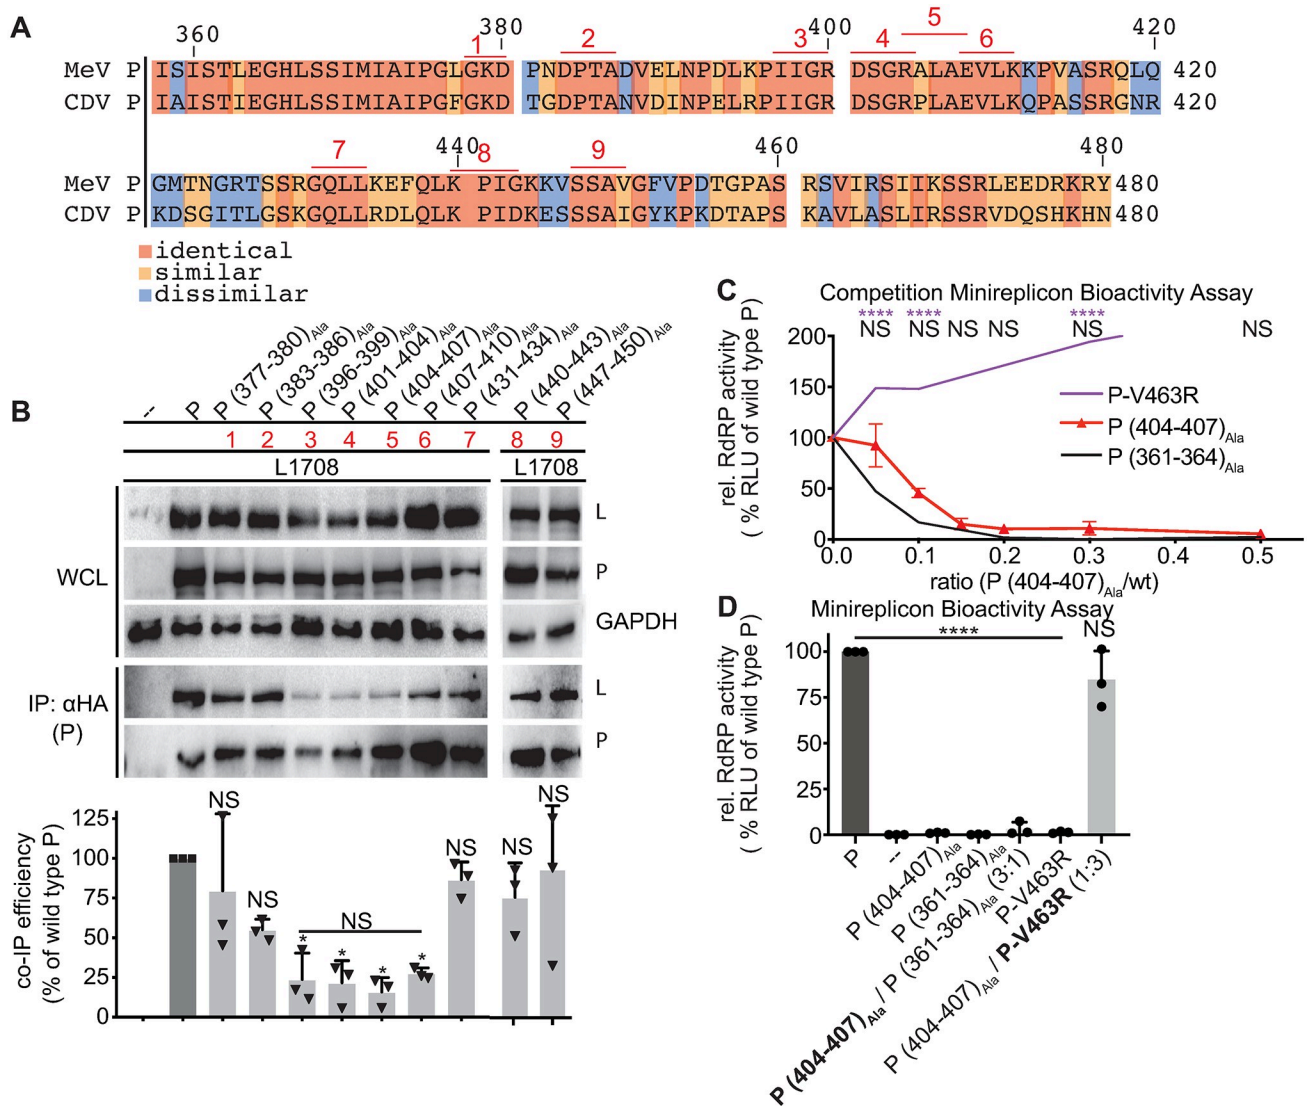 A
360 380 400 420
1 2 3 4 5 6
MeV P ISISTLEGHLSSIMIAIPGLGKD PNDPTADVELNPDLKPIIGR DSGRALAEVLKKPVASRQLQ 420
CDV P IAISTIEGHLSSIMIAIPGFGKD TGDPTANVDINPELRPIIGR DSGRPLAEVLKQPASSRGNR 420
440 460 480
7 8 9
MeV P GMTNGRTSSRGQLLKEFQLK PIGKKVSSAVGFVPDTGPAS RSVIRSIIKSSRLEEDRKRY 480
CDV P KDSGITLGSKGQLLRDLQLK PIDKESSSAIGYKPKDTAPS KAVLASLIRSSRVDQSHKHN 480
identical
similar
dissimilar
B
-- P P (377-380)Ala P (383-386)Ala P (396-399)Ala P (401-404)Ala P (404-407)Ala P (407-410)Ala P (431-434)Ala P (440-443)Ala P (447-450)Ala
1 2 3 4 5 6 7 8 9
L1708 L1708
WCL
L
P
GAPDH
IP: αHA
(P)
L
P
co-IP efficiency
(% of wild type P)
125
100
75
50
25
0
NS NS NS NS NS NS
* * * *
C
Competition Minireplicon Bioactivity Assay
**** **** ****
NS NS NS NS NS NS
rel. RdRP activity
( % RLU of wild type P)
200
150
100
50
0
P-V463R
P (404-407)Ala
P (361-364)Ala
0.0 0.1 0.2 0.3 0.4 0.5
ratio (P (404-407)Ala/wt)
D
Minireplicon Bioactivity Assay
**** NS
rel. RdRP activity
( % RLU of wild type P)
100
75
50
25
0
P
--
P (404-407)Ala
P (361-364)Ala
P (404-407)Ala / P (361-364)Ala (3:1)
P-V463R
P (404-407)Ala / P-V463R (1:3)